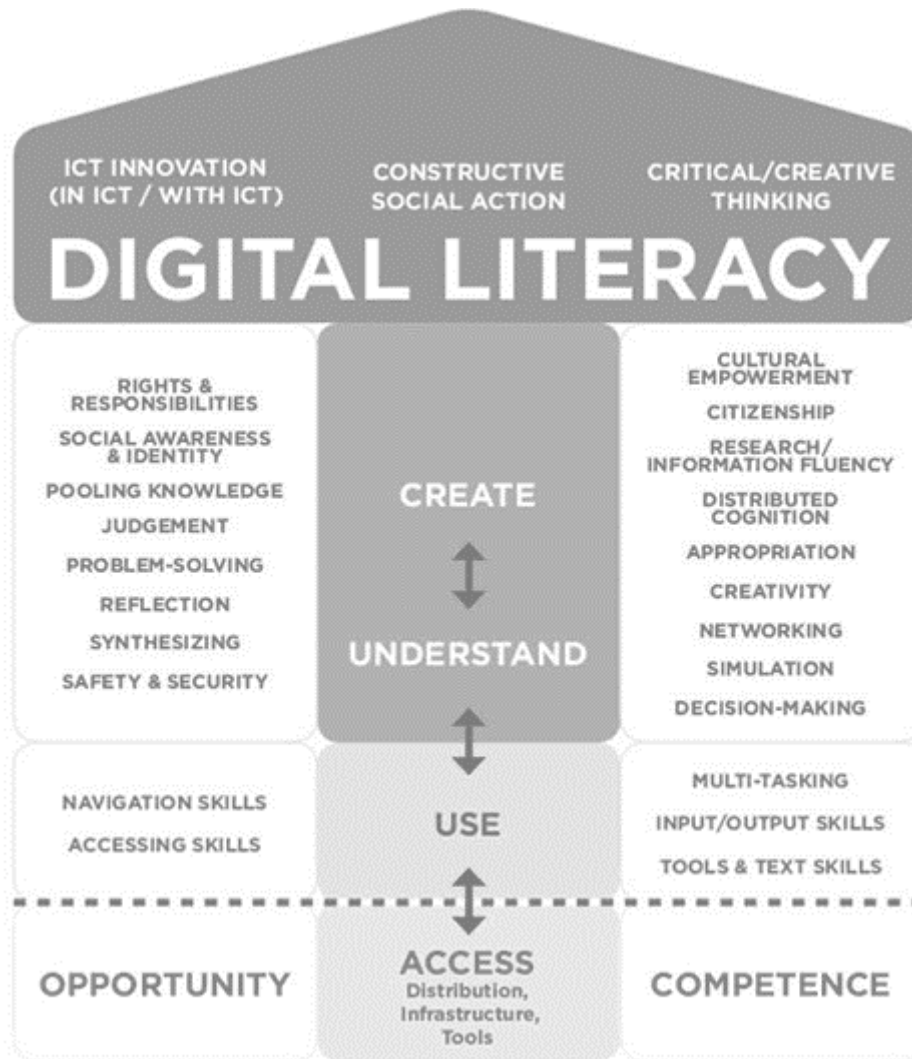 ICT INNOVATION
(IN ICT / WITH ICT)
CONSTRUCTIVE
SOCIAL ACTION
CRITICAL/CREATIVE
THINKING
DIGITAL LITERACY
RIGHTS &
RESPONSIBILITIES
SOCIAL AWARENESS
& IDENTITY
POOLING KNOWLEDGE
JUDGEMENT
PROBLEM-SOLVING
REFLECTION
SYNTHESIZING
SAFETY & SECURITY
CREATE
UNDERSTAND
CULTURAL
EMPOWERMENT
CITIZENSHIP
RESEARCH/
INFORMATION FLUENCY
DISTRIBUTED
COGNITION
APPROPRIATION
CREATIVITY
NETWORKING
SIMULATION
DECISION-MAKING
NAVIGATION SKILLS
ACCESSING SKILLS
USE
MULTI-TASKING
INPUT/OUTPUT SKILLS
TOOLS & TEXT SKILLS
OPPORTUNITY
ACCESS
Distribution,
Infrastructure,
Tools
COMPETENCE